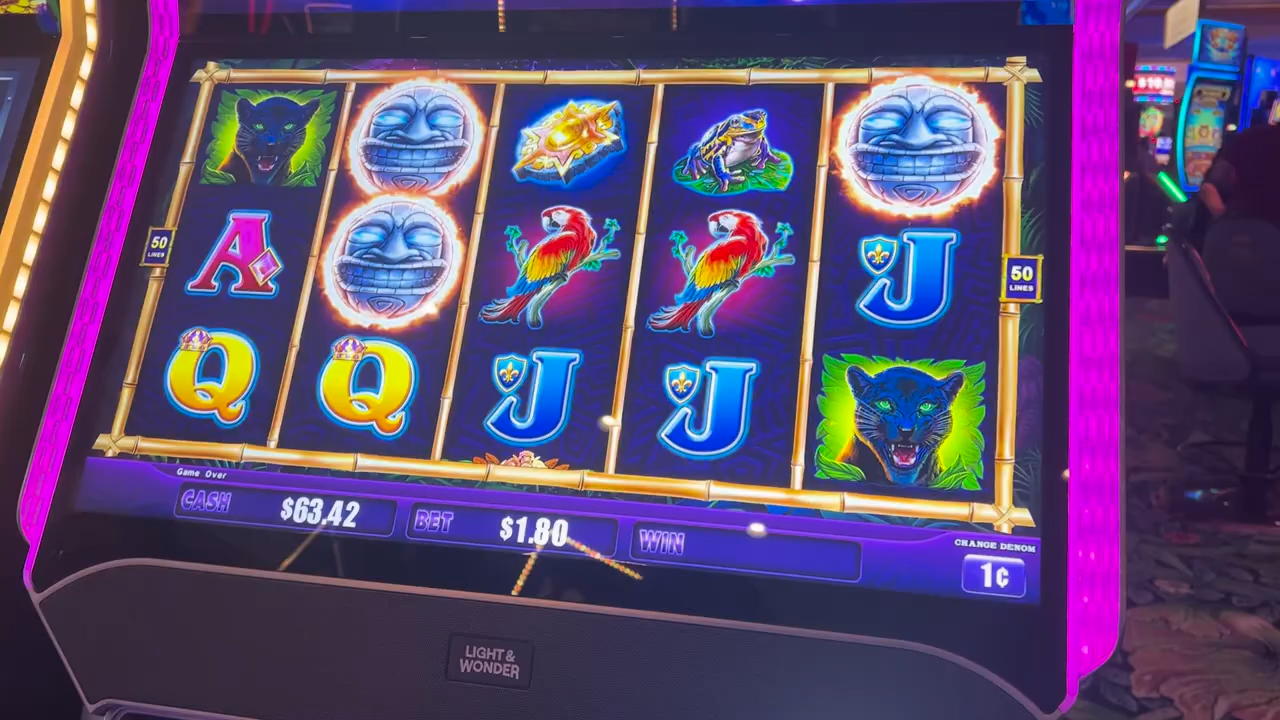 A
50
LINES
J
50
LINES
Q
Q
J
J
Game Over
CASH
$63.42
BET
$1.80
WIN
CHANGE DENOM
1¢
LIGHT &
WONDER